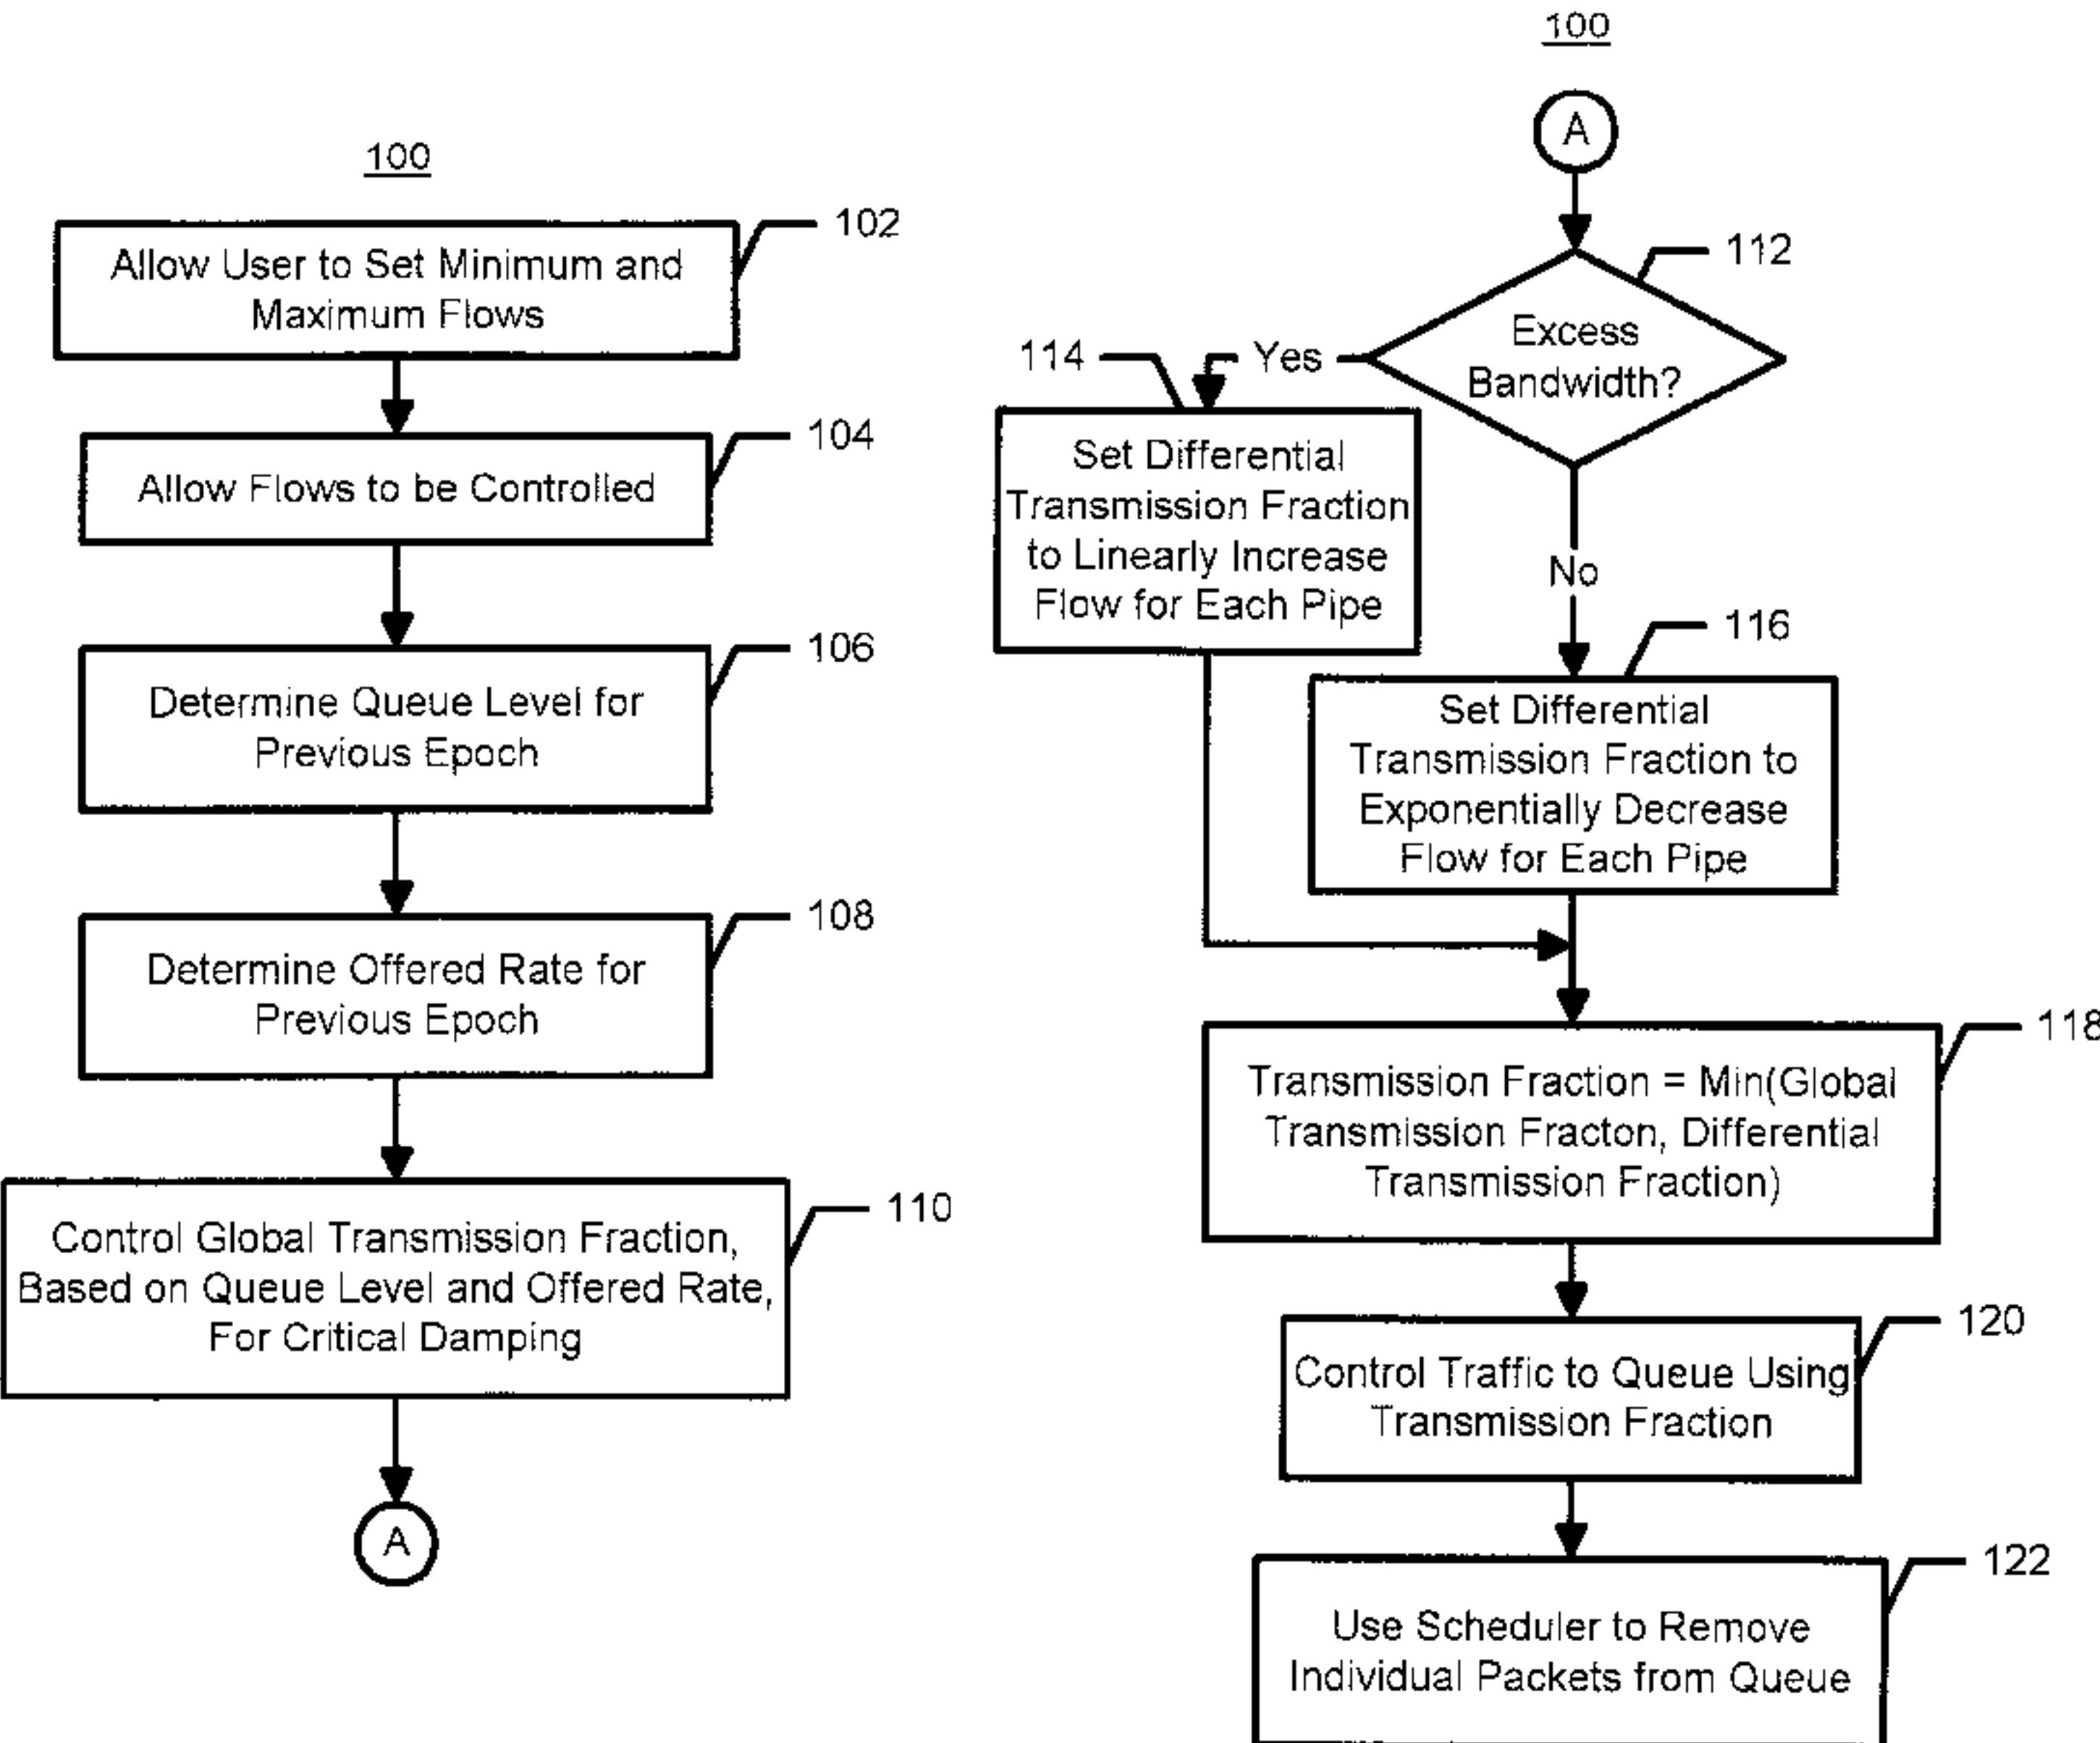 100
102
Allow User to Set Minimum and
Maximum Flows
104
Allow Flows to be Controlled
106
Determine Queue Level for
Previous Epoch
108
Determine Offered Rate for
Previous Epoch
110
Control Global Transmission Fraction,
Based on Queue Level and Offered Rate,
For Critical Damping
A
100
A
112
Excess
Bandwidth?
Yes
114
Set Differential
Transmission Fraction
to Linearly Increase
Flow for Each Pipe
No
116
Set Differential
Transmission Fraction to
Exponentially Decrease
Flow for Each Pipe
118
Transmission Fraction = Min(Global
Transmission Fracton, Differential
Transmission Fraction)
120
Control Traffic to Queue Using
Transmission Fraction
122
Use Scheduler to Remove
Individual Packets from Queue